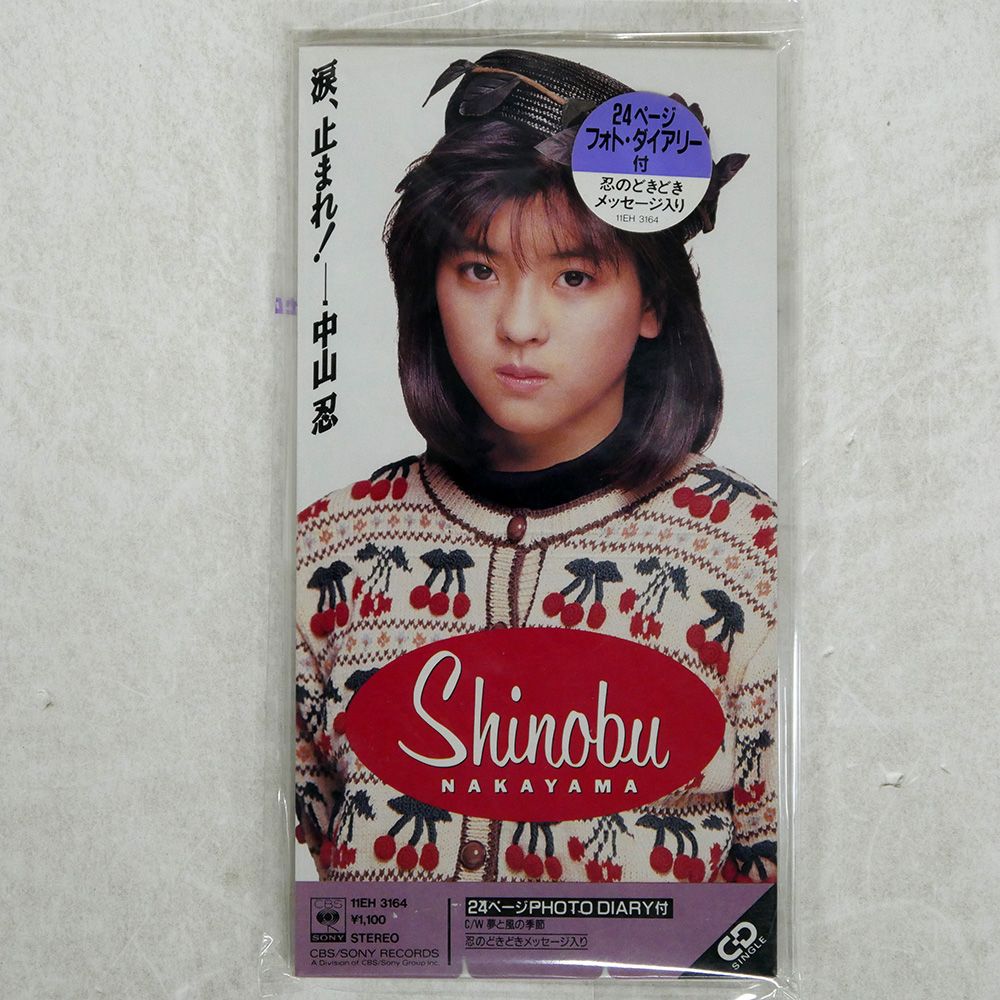 涙、止まれ!—中山忍
24ページ
フォト・ダイアリー
付
忍のどきどき
メッセージ入り
11EH 3164
Shinobu
NAKAYAMA
CBS
SONY
11EH 3164
¥1,100
STEREO
CBS/SONY RECORDS
A Division of CBS/Sony Group Inc.
24ページPHOTO DIARY付
C/W 夢と風の季節
忍のどきどきメッセージ入り
CD
SINGLE